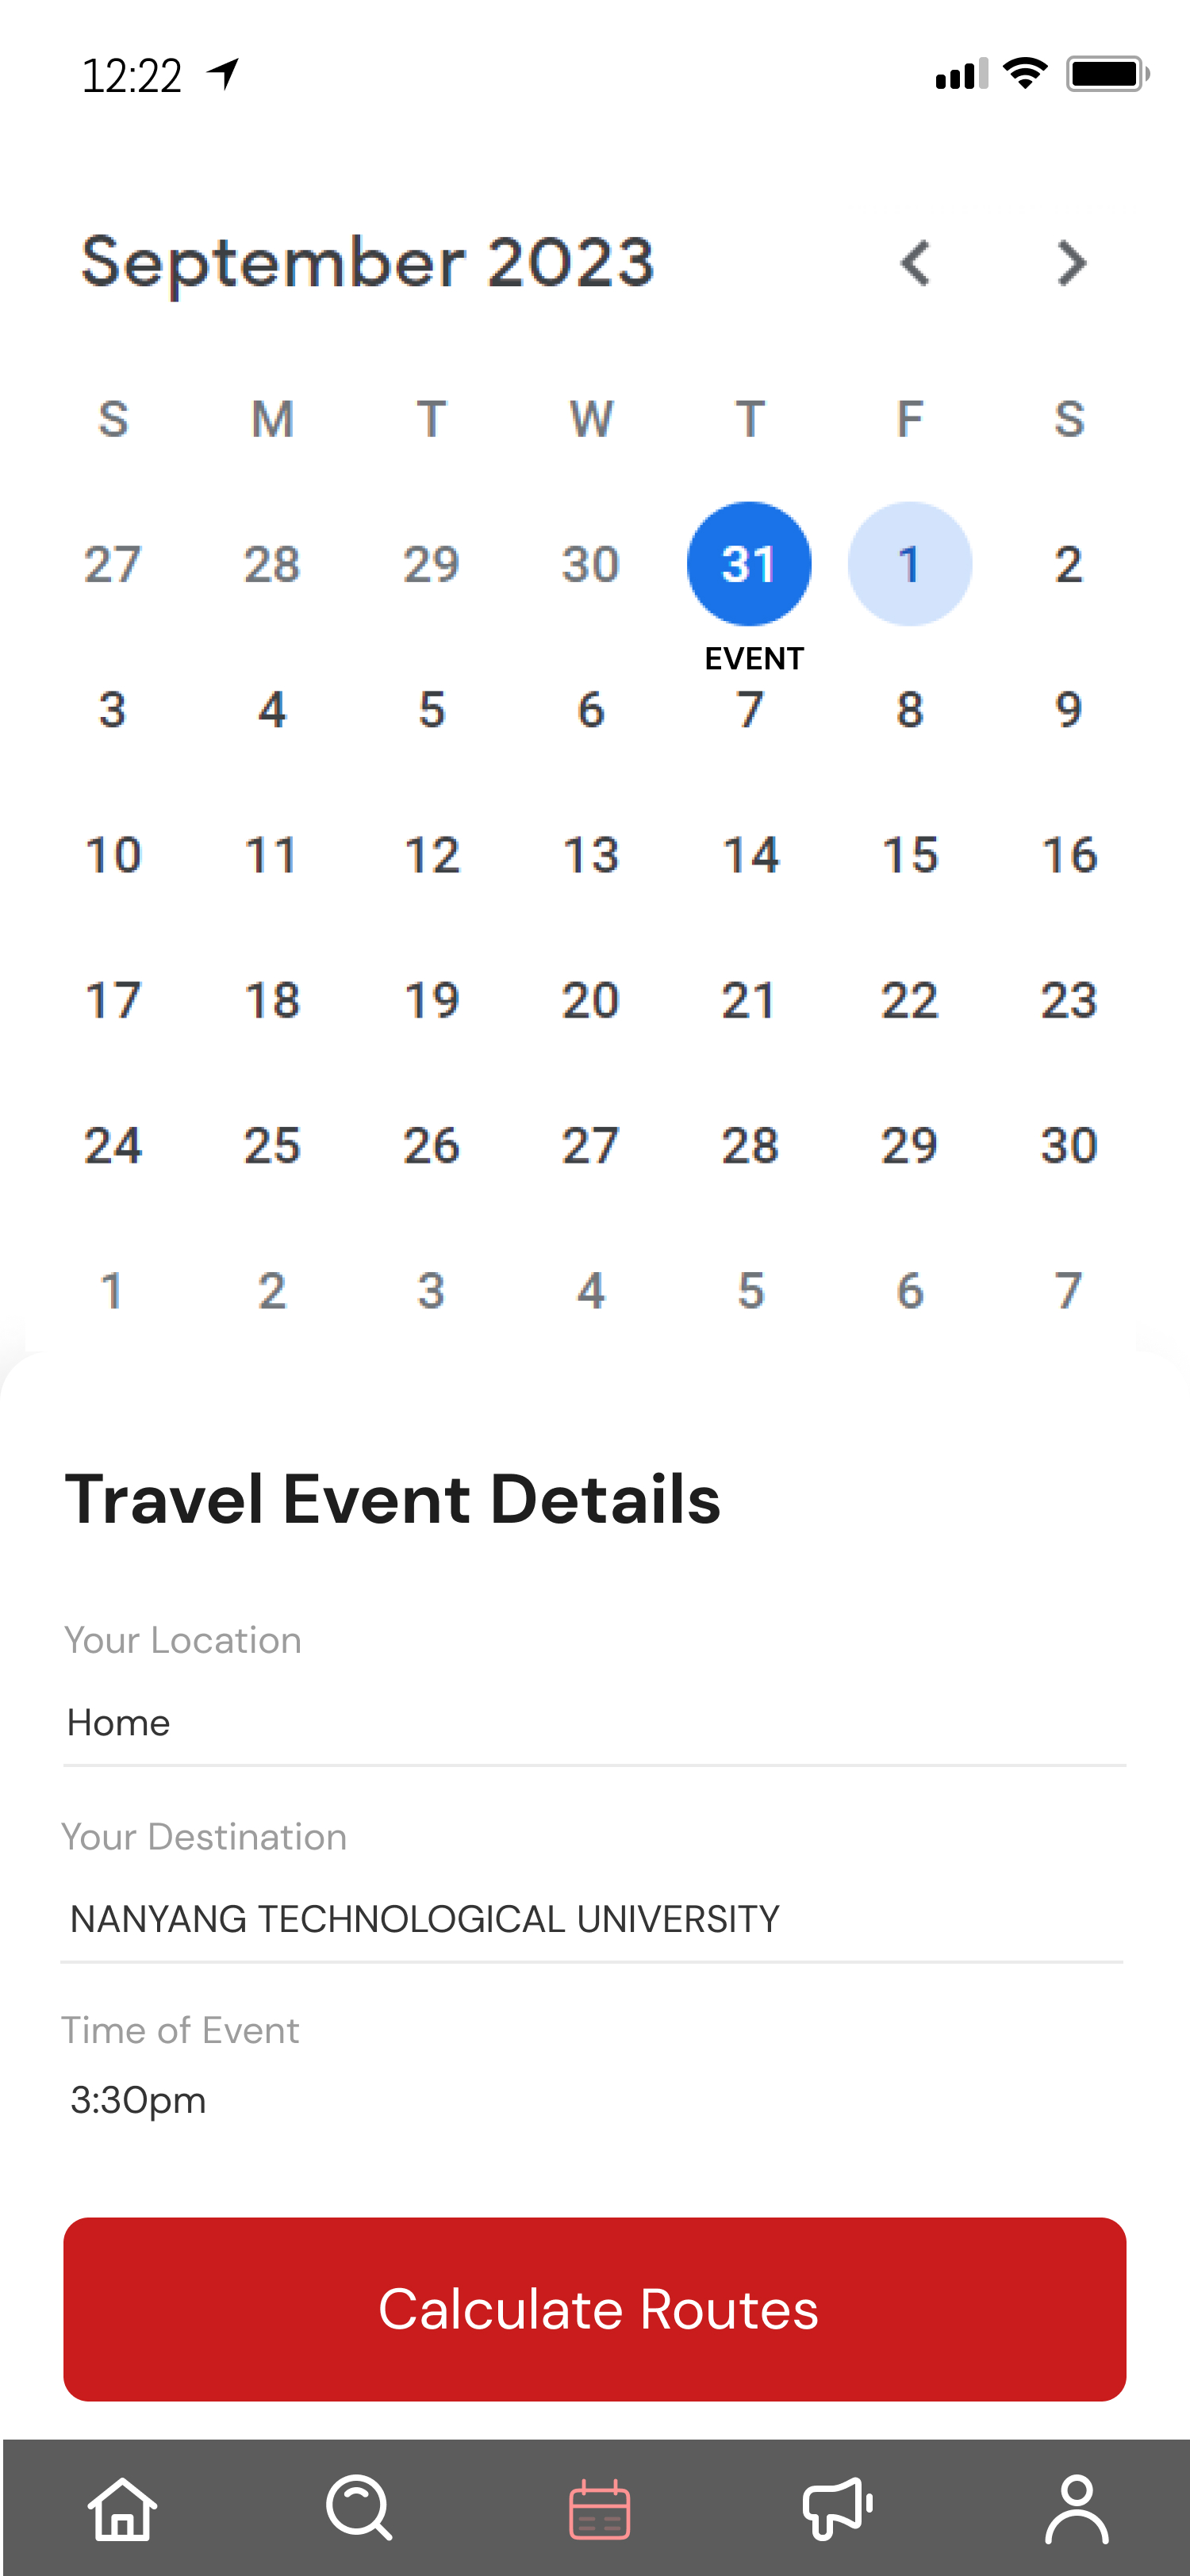 12:22
September 2023
S M T W T F S
27 28 29 30 31 1 2
EVENT
3 4 5 6 7 8 9
10 11 12 13 14 15 16
17 18 19 20 21 22 23
24 25 26 27 28 29 30
1 2 3 4 5 6 7
Travel Event Details
Your Location
Home
Your Destination
NANYANG TECHNOLOGICAL UNIVERSITY
Time of Event
3:30pm
Calculate Routes